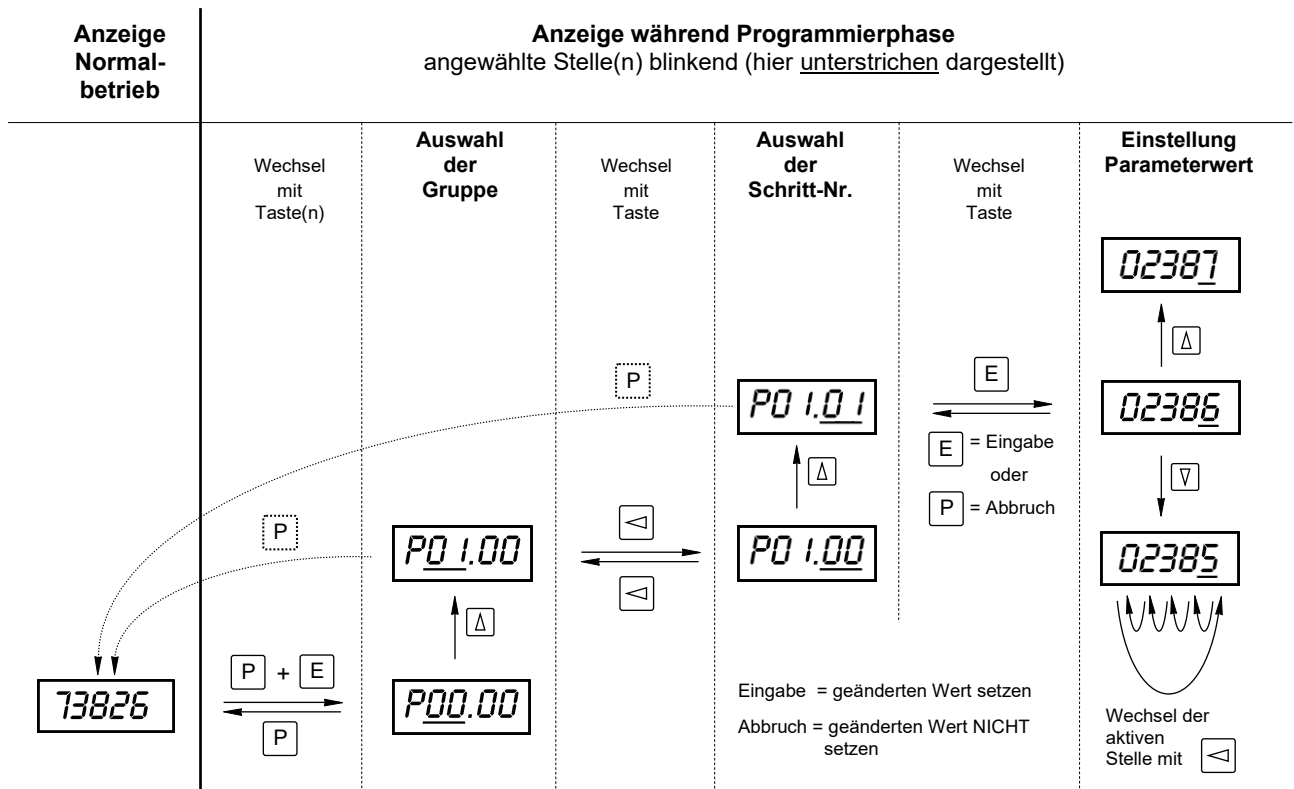 Anzeige
Normal-
betrieb
Anzeige während Programmierphase
angewählte Stelle(n) blinkend (hier unterstrichen dargestellt)
Wechsel
mit
Taste(n)
Auswahl
der
Gruppe
Wechsel
mit
Taste
Auswahl
der
Schritt-Nr.
Wechsel
mit
Taste
Einstellung
Parameterwert
02387
P
P01.01
E
02386
E = Eingabe
oder
P = Abbruch
P
P01.00
P01.00
02385
73826
P + E
P
P00.00
Eingabe = geänderten Wert setzen
Abbruch = geänderten Wert NICHT
setzen
Wechsel der
aktiven
Stelle mit